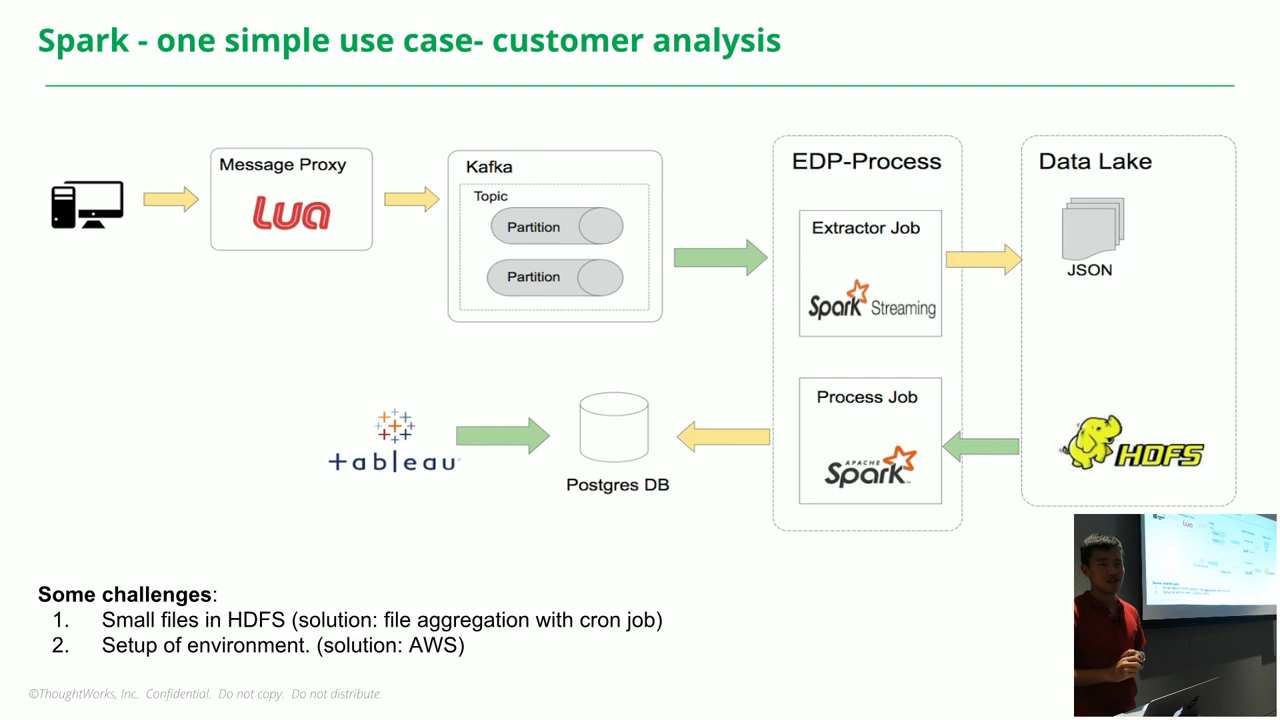 Spark - one simple use case- customer analysis
Message Proxy
Lua
Kafka
Topic
Partition
Partition
EDP-Process
Extractor Job
Spark Streaming
Data Lake
JSON
Process Job
APACHE
Spark
HDFS
+ a b | e a u
Postgres DB
Some challenges:
1. Small files in HDFS (solution: file aggregation with cron job)
2. Setup of environment. (solution: AWS)
©ThoughtWorks, Inc. Confidential. Do not copy. Do not distribute.